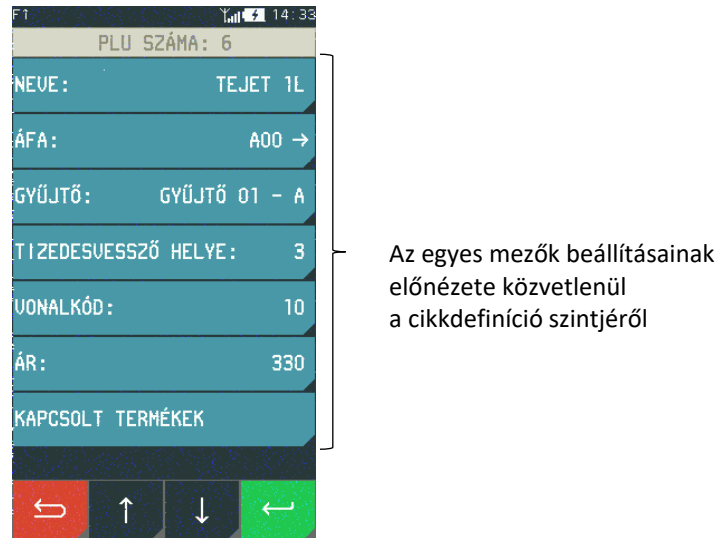 F1 14:33
PLU SZÁMA: 6
NEVE: TEJET 1L
ÁFA: A00 →
GYŰJTŐ: GYŰJTŐ 01 - A
TIZEDESVESSZŐ HELYE: 3
VONALKÓD: 10
ÁR: 330
KAPCSOLT TERMÉKEK
Az egyes mezők beállításainak
előnézete közvetlenül
a cikkdefiníció szintjéről